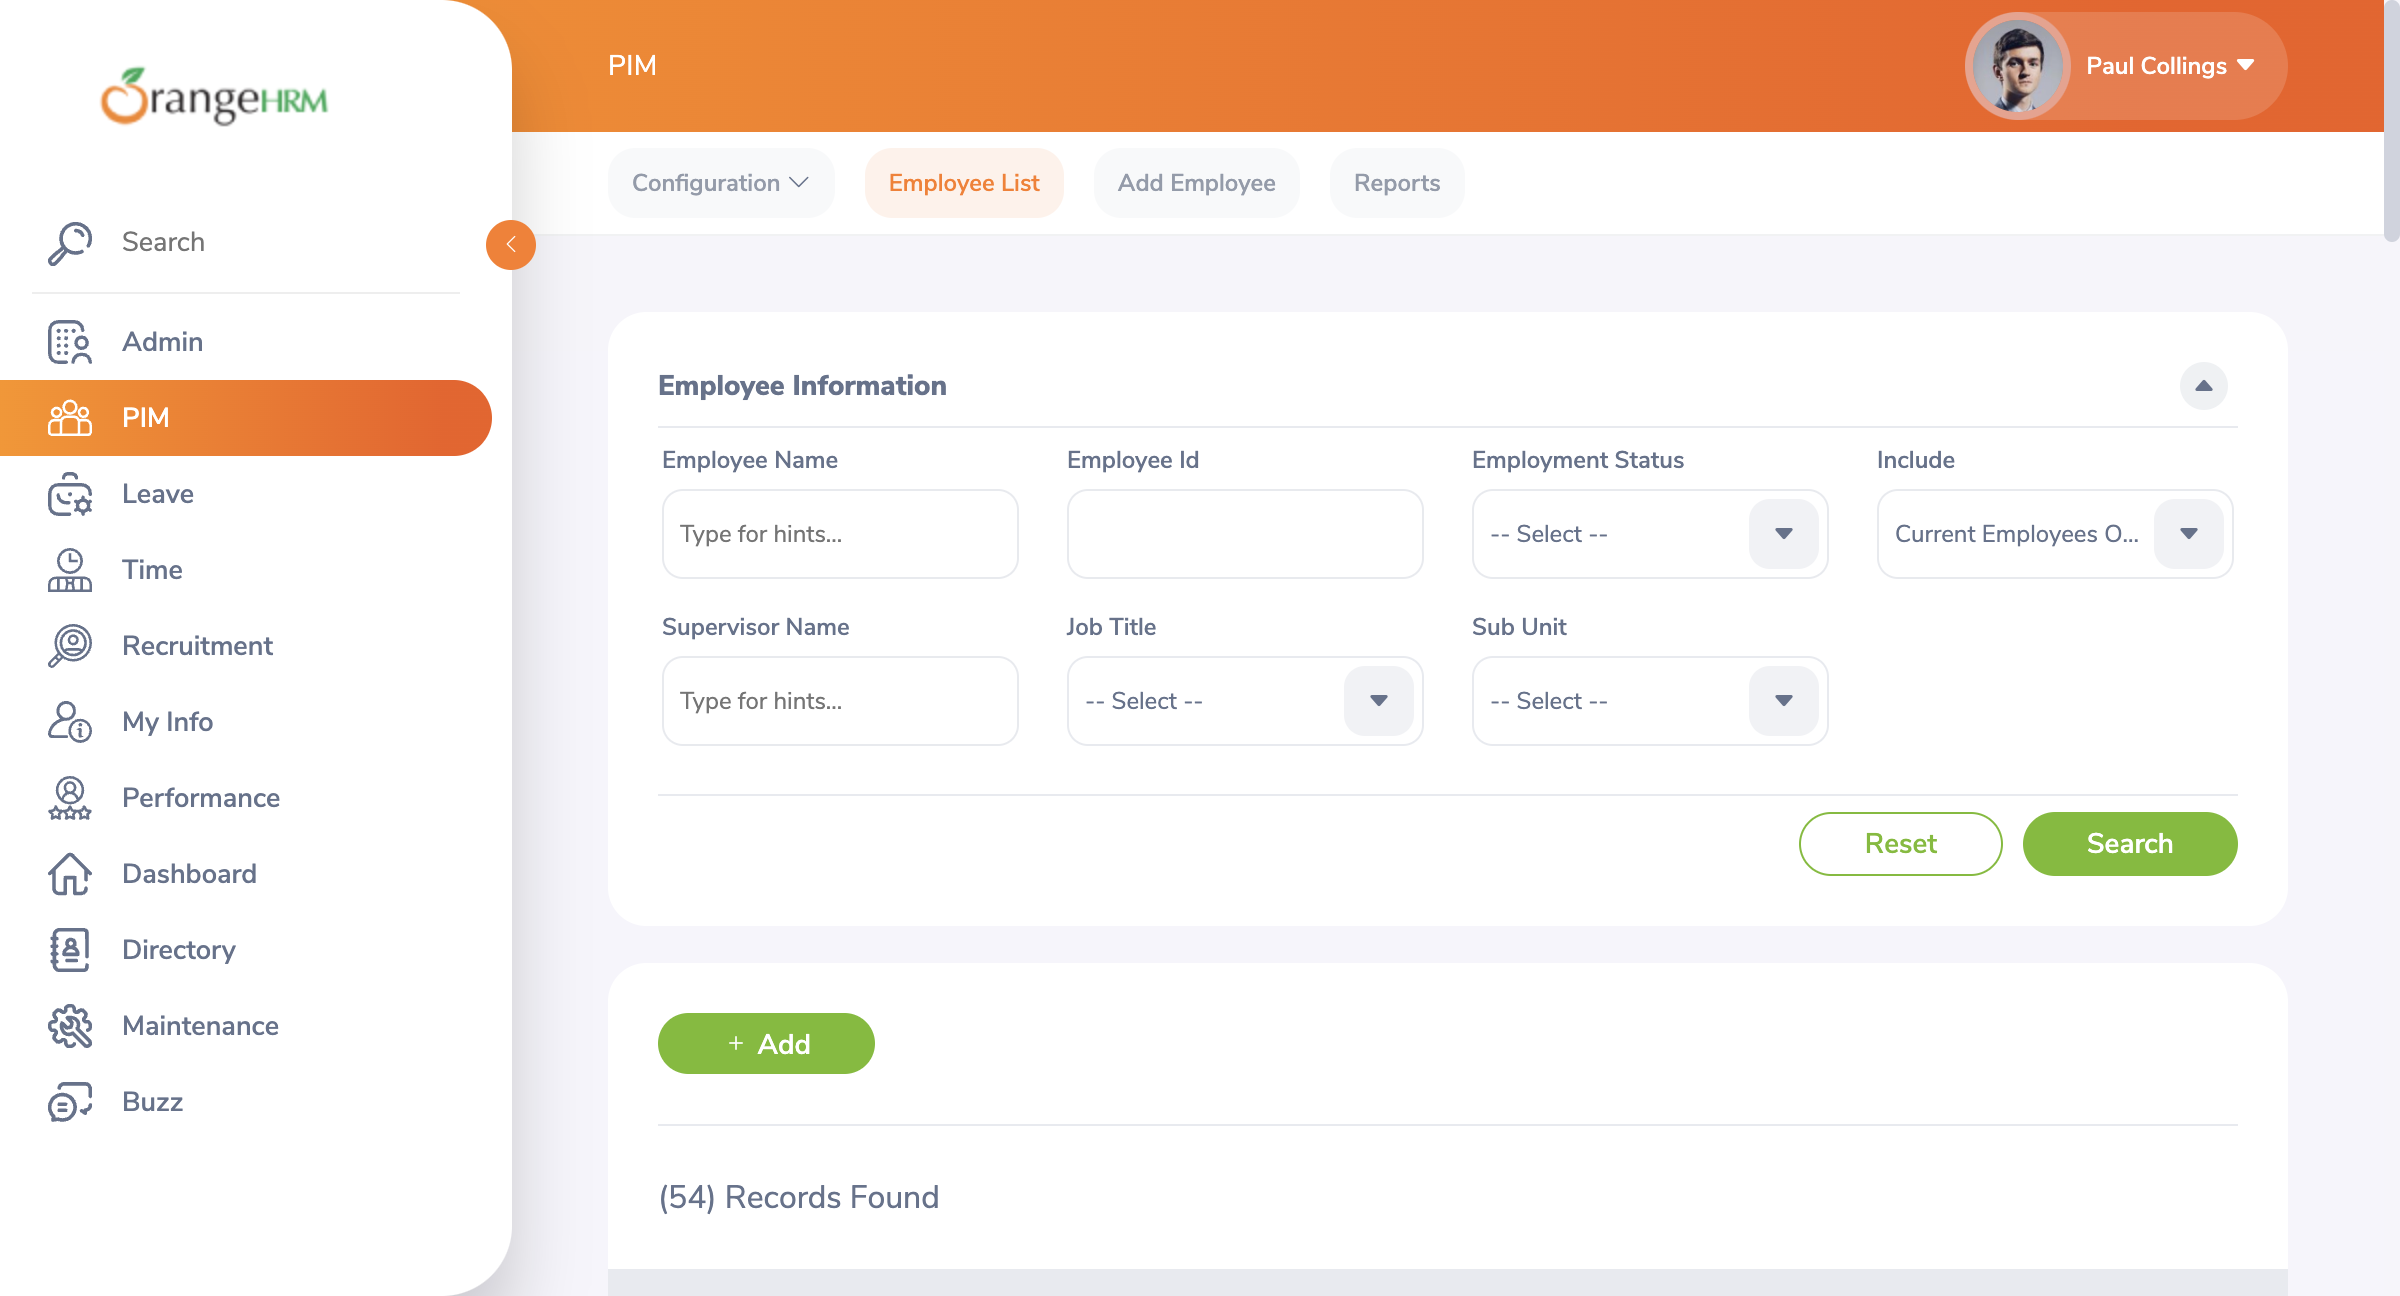 OrangeHRM
PIM
Paul Collings
Search
Configuration
Employee List
Add Employee
Reports
Admin
PIM
Leave
Time
Recruitment
My Info
Performance
Dashboard
Directory
Maintenance
Buzz
Employee Information
Employee Name
Employee Id
Employment Status
Include
Type for hints...
-- Select --
Current Employees O...
Supervisor Name
Job Title
Sub Unit
Type for hints...
-- Select --
-- Select --
Reset
Search
+ Add
(54) Records Found